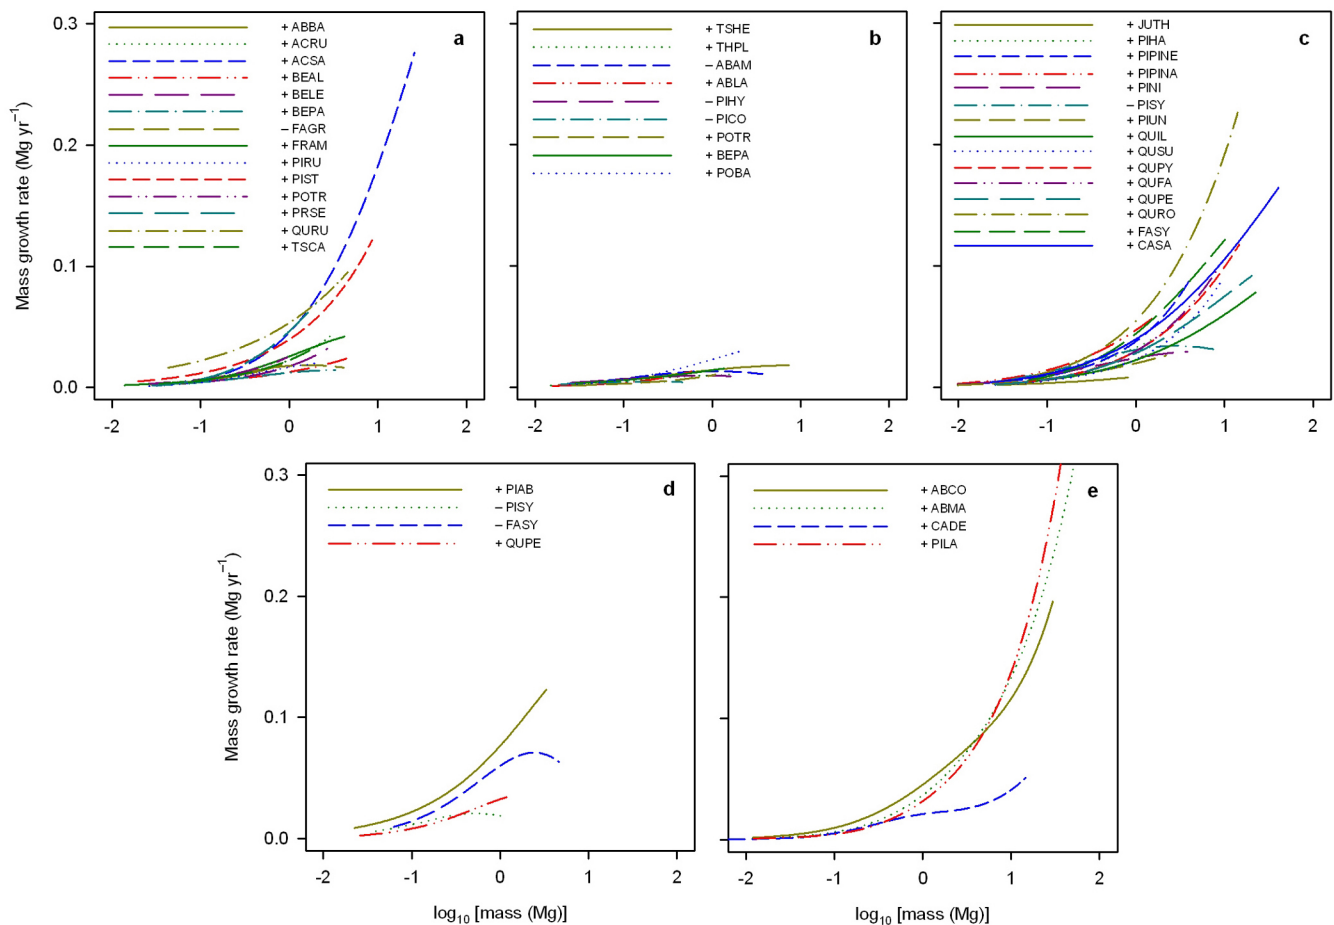 a
+ ABBA
+ ACRU
+ ACSA
+ BEAL
+ BELE
+ BEPA
– FAGR
+ FRAM
+ PIRU
+ PIST
+ POTR
+ PRSE
+ QURU
+ TSCA
Mass growth rate (Mg yr⁻¹)
0.3
0.2
0.1
0.0
-2 -1 0 1 2
b
+ TSHE
+ THPL
– ABAM
+ ABLA
– PIHY
– PICO
+ POTR
+ BEPA
+ POBA
-2 -1 0 1 2
c
+ JUTH
+ PIHA
+ PIPINE
+ PIPINA
+ PINI
– PISY
+ PIUN
+ QUIL
+ QUSU
+ QUPY
+ QUFA
+ QUPE
+ QURO
+ FASY
+ CASA
-2 -1 0 1 2
d
+ PIAB
– PISY
– FASY
+ QUPE
Mass growth rate (Mg yr⁻¹)
0.3
0.2
0.1
0.0
-2 -1 0 1 2
log₁₀ [mass (Mg)]
e
+ ABCO
+ ABMA
+ CADE
+ PILA
-2 -1 0 1 2
log₁₀ [mass (Mg)]